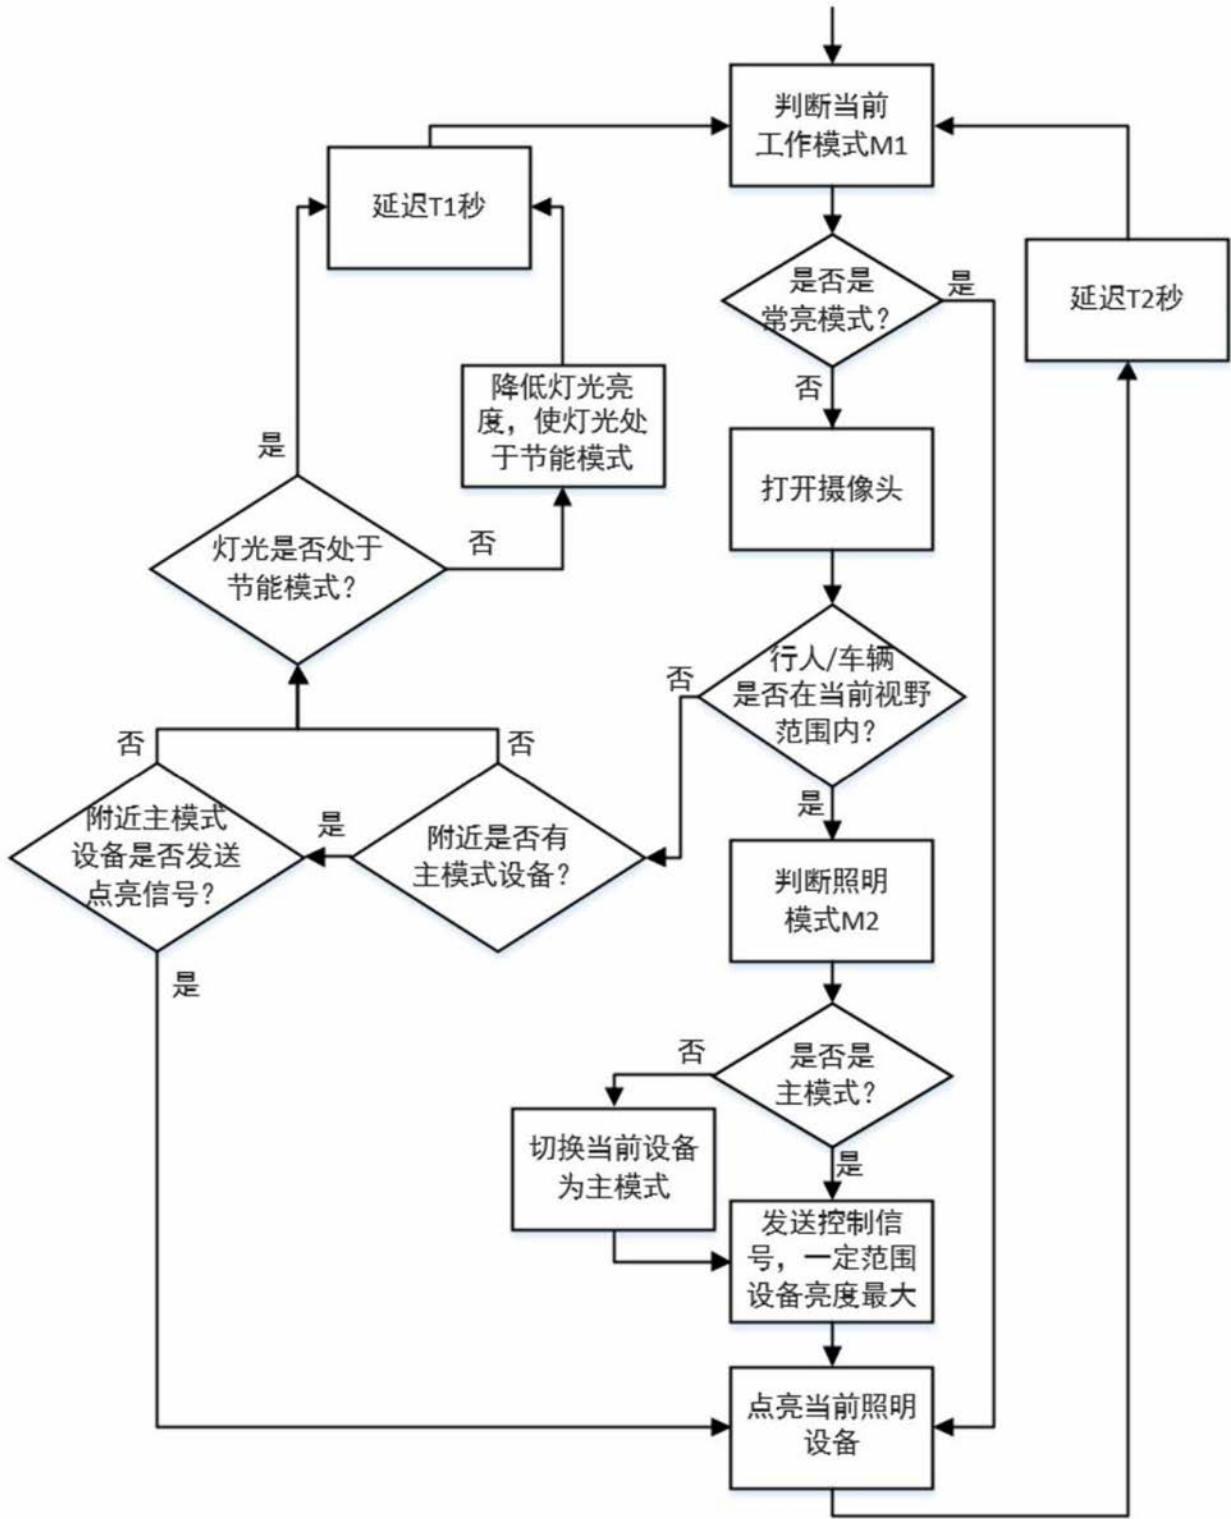 判断当前
工作模式M1
延迟T1秒
是否是
常亮模式？
是
延迟T2秒
否
降低灯光亮
度，使灯光处
于节能模式
是
打开摄像头
灯光是否处于
节能模式？
否
行人/车辆
是否在当前视野
范围内？
否
否
否
是
附近主模式
设备是否发送
点亮信号？
是
附近是否有
主模式设备？
判断照明
模式M2
是
否
是否是
主模式？
切换当前设备
为主模式
是
发送控制信
号，一定范围
设备亮度最大
点亮当前照明
设备